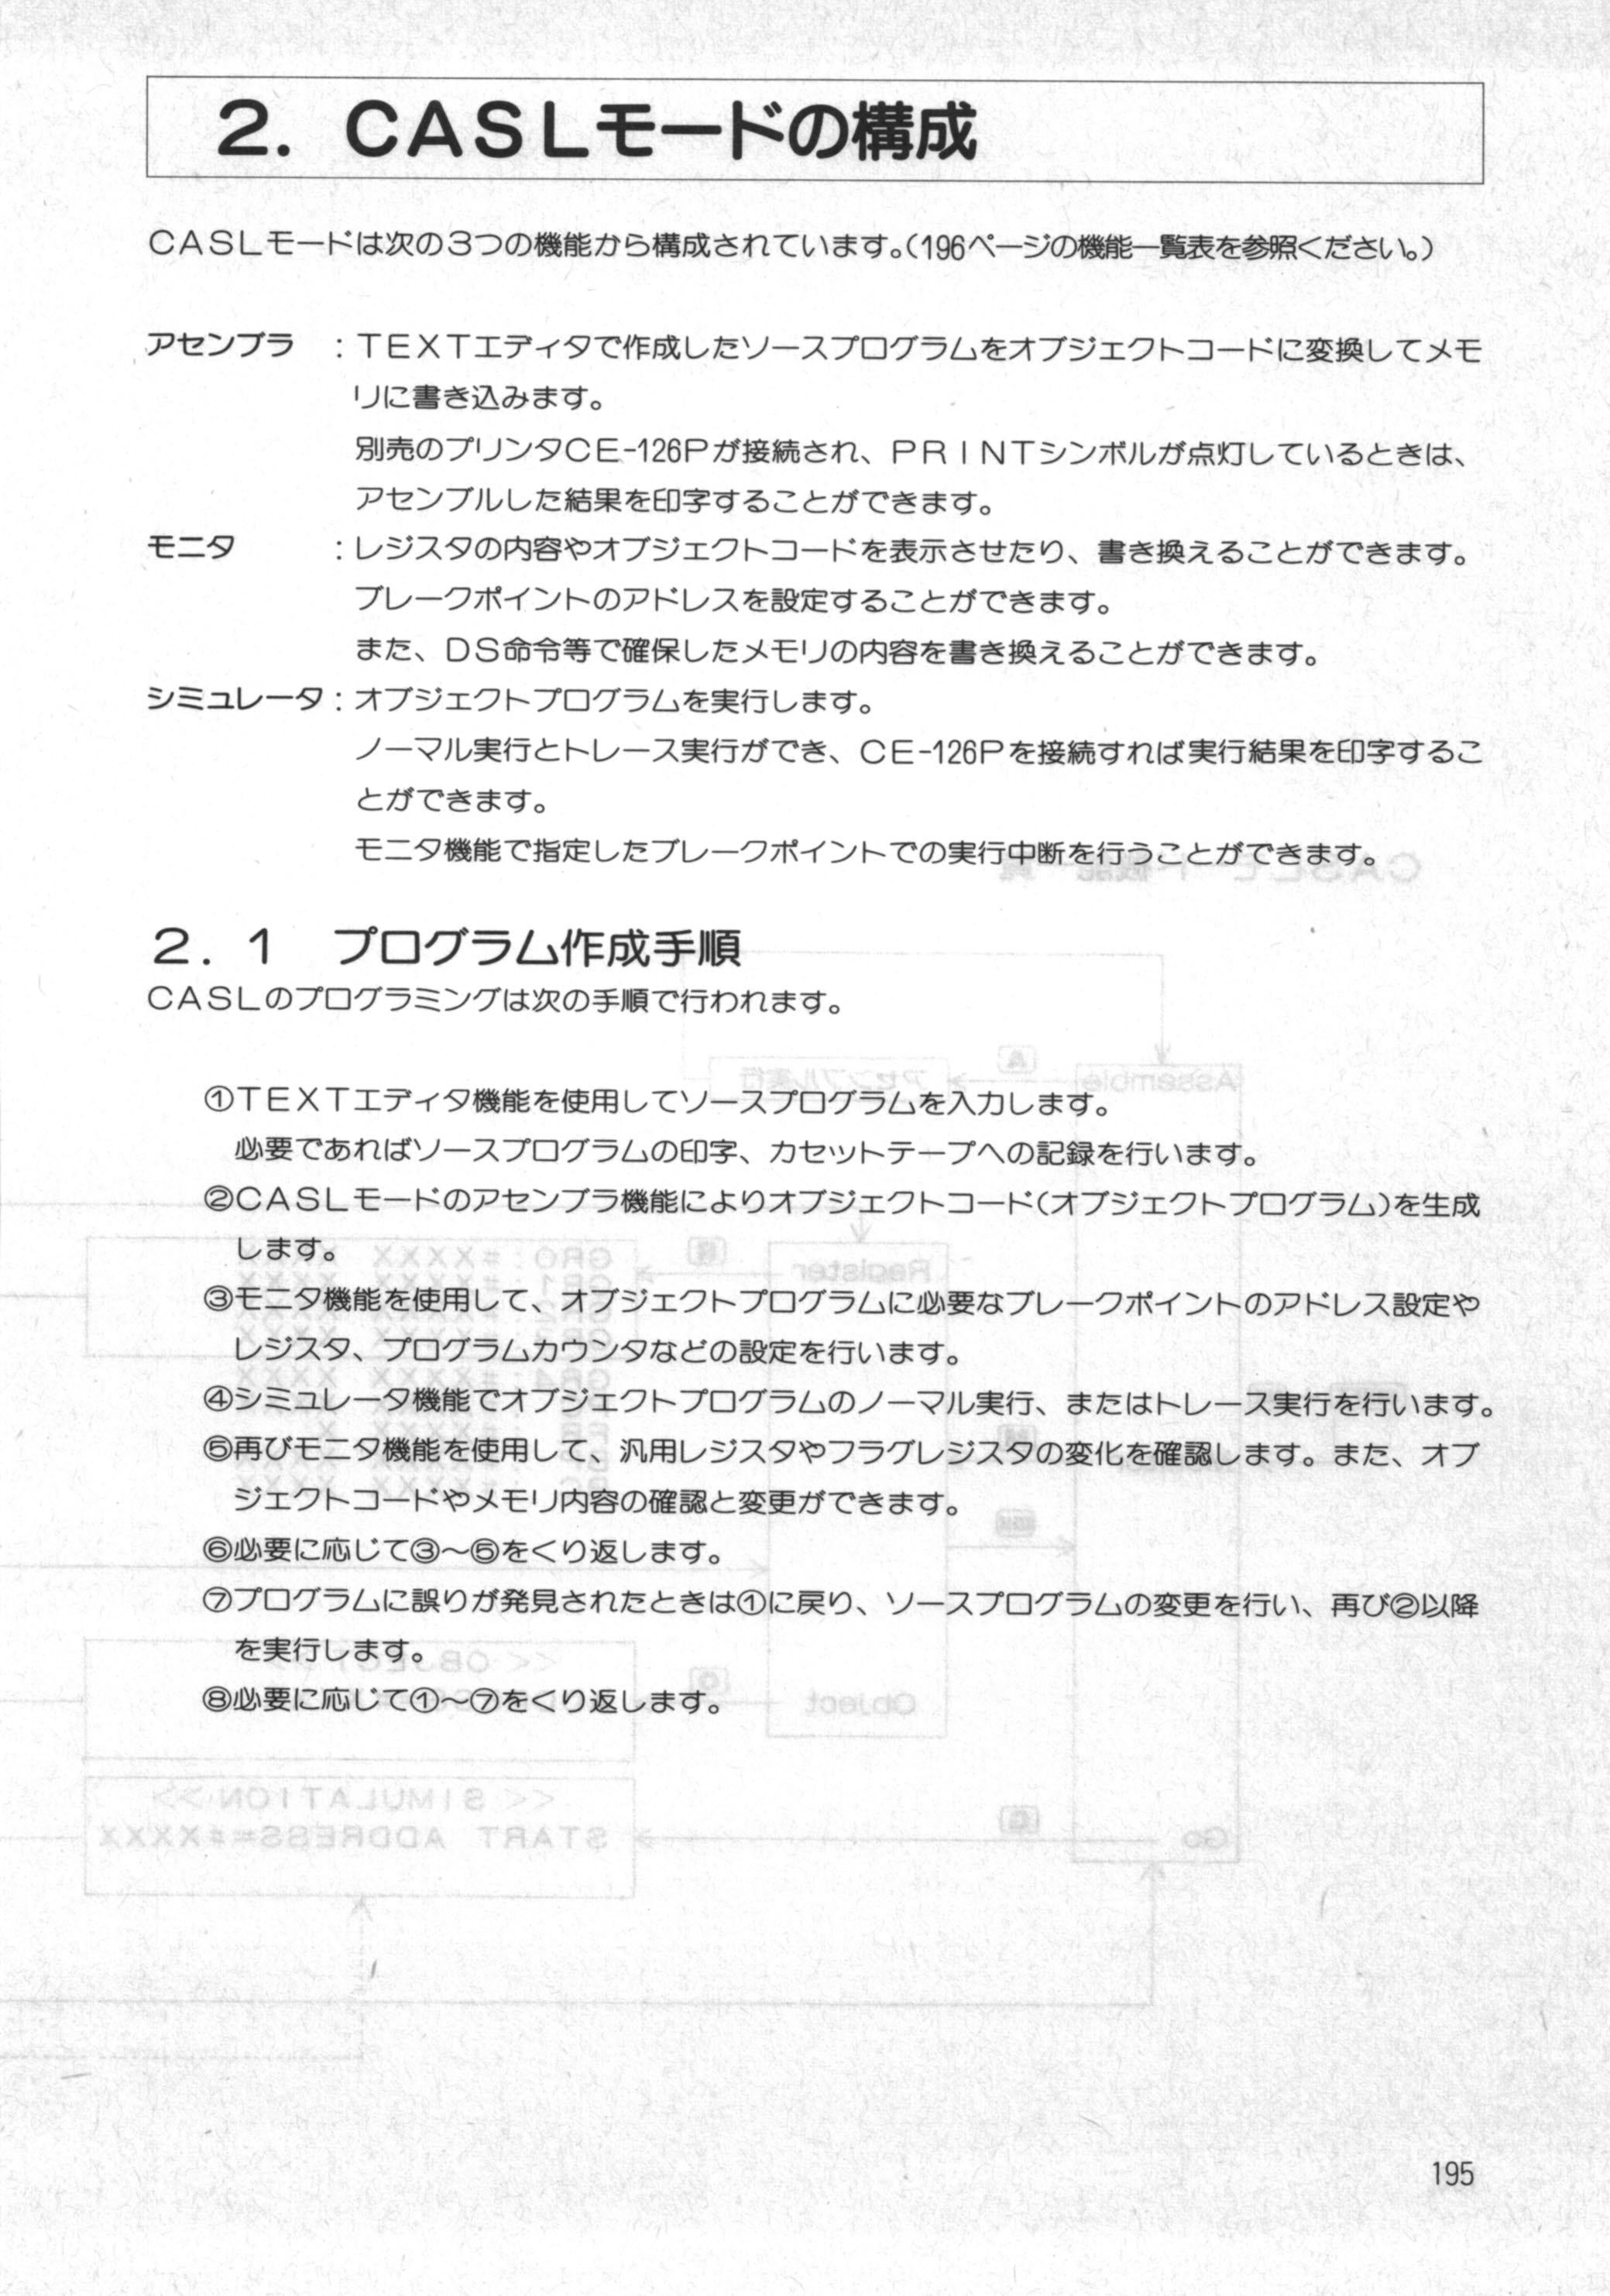 2. CASLモードの構成
CASLモードは次の3つの機能から構成されています。(196ページの機能一覧表を参照ください。)
アセンブラ : TEXTエディタで作成したソースプログラムをオブジェクトコードに変換してメモ
リに書き込みます。
別売のプリンタCE-126Pが接続され、PRINTシンボルが点灯しているときは、
アセンブルした結果を印字することができます。
モニタ : レジスタの内容やオブジェクトコードを表示させたり、書き換えることができます。
ブレークポイントのアドレスを設定することができます。
また、DS命令等で確保したメモリの内容を書き換えることができます。
シミュレータ : オブジェクトプログラムを実行します。
ノーマル実行とトレース実行ができ、CE-126Pを接続すれば実行結果を印字するこ
とができます。
モニタ機能で指定したブレークポイントでの実行中断を行うことができます。
2.1 プログラム作成手順
CASLのプログラミングは次の手順で行われます。
①TEXTエディタ機能を使用してソースプログラムを入力します。
必要であればソースプログラムの印字、カセットテープへの記録を行います。
②CASLモードのアセンブラ機能によりオブジェクトコード(オブジェクトプログラム)を生成
します。
③モニタ機能を使用して、オブジェクトプログラムに必要なブレークポイントのアドレス設定や
レジスタ、プログラムカウンタなどの設定を行います。
④シミュレータ機能でオブジェクトプログラムのノーマル実行、またはトレース実行を行います。
⑤再びモニタ機能を使用して、汎用レジスタやフラグレジスタの変化を確認します。また、オブ
ジェクトコードやメモリ内容の確認と変更ができます。
⑥必要に応じて③～⑤をくり返します。
⑦プログラムに誤りが発見されたときは①に戻り、ソースプログラムの変更を行い、再び②以降
を実行します。
⑧必要に応じて①～⑦をくり返します。
195